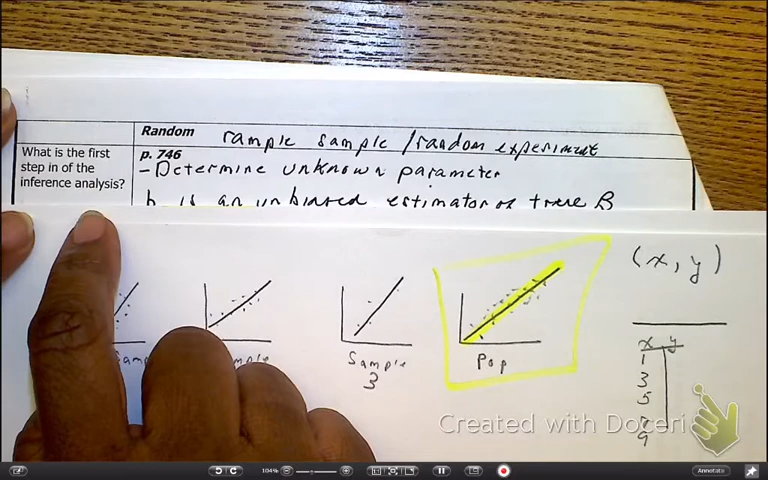 Random rample sample / random experiment
What is the first
step in of the
inference analysis?
p. 746
- Determine unknown parameter
b is an unbiased estimator of true B
(x, y)
Sample
3
Pop
x y
1
3
5
9
Created with Doceri
104%
Annotate